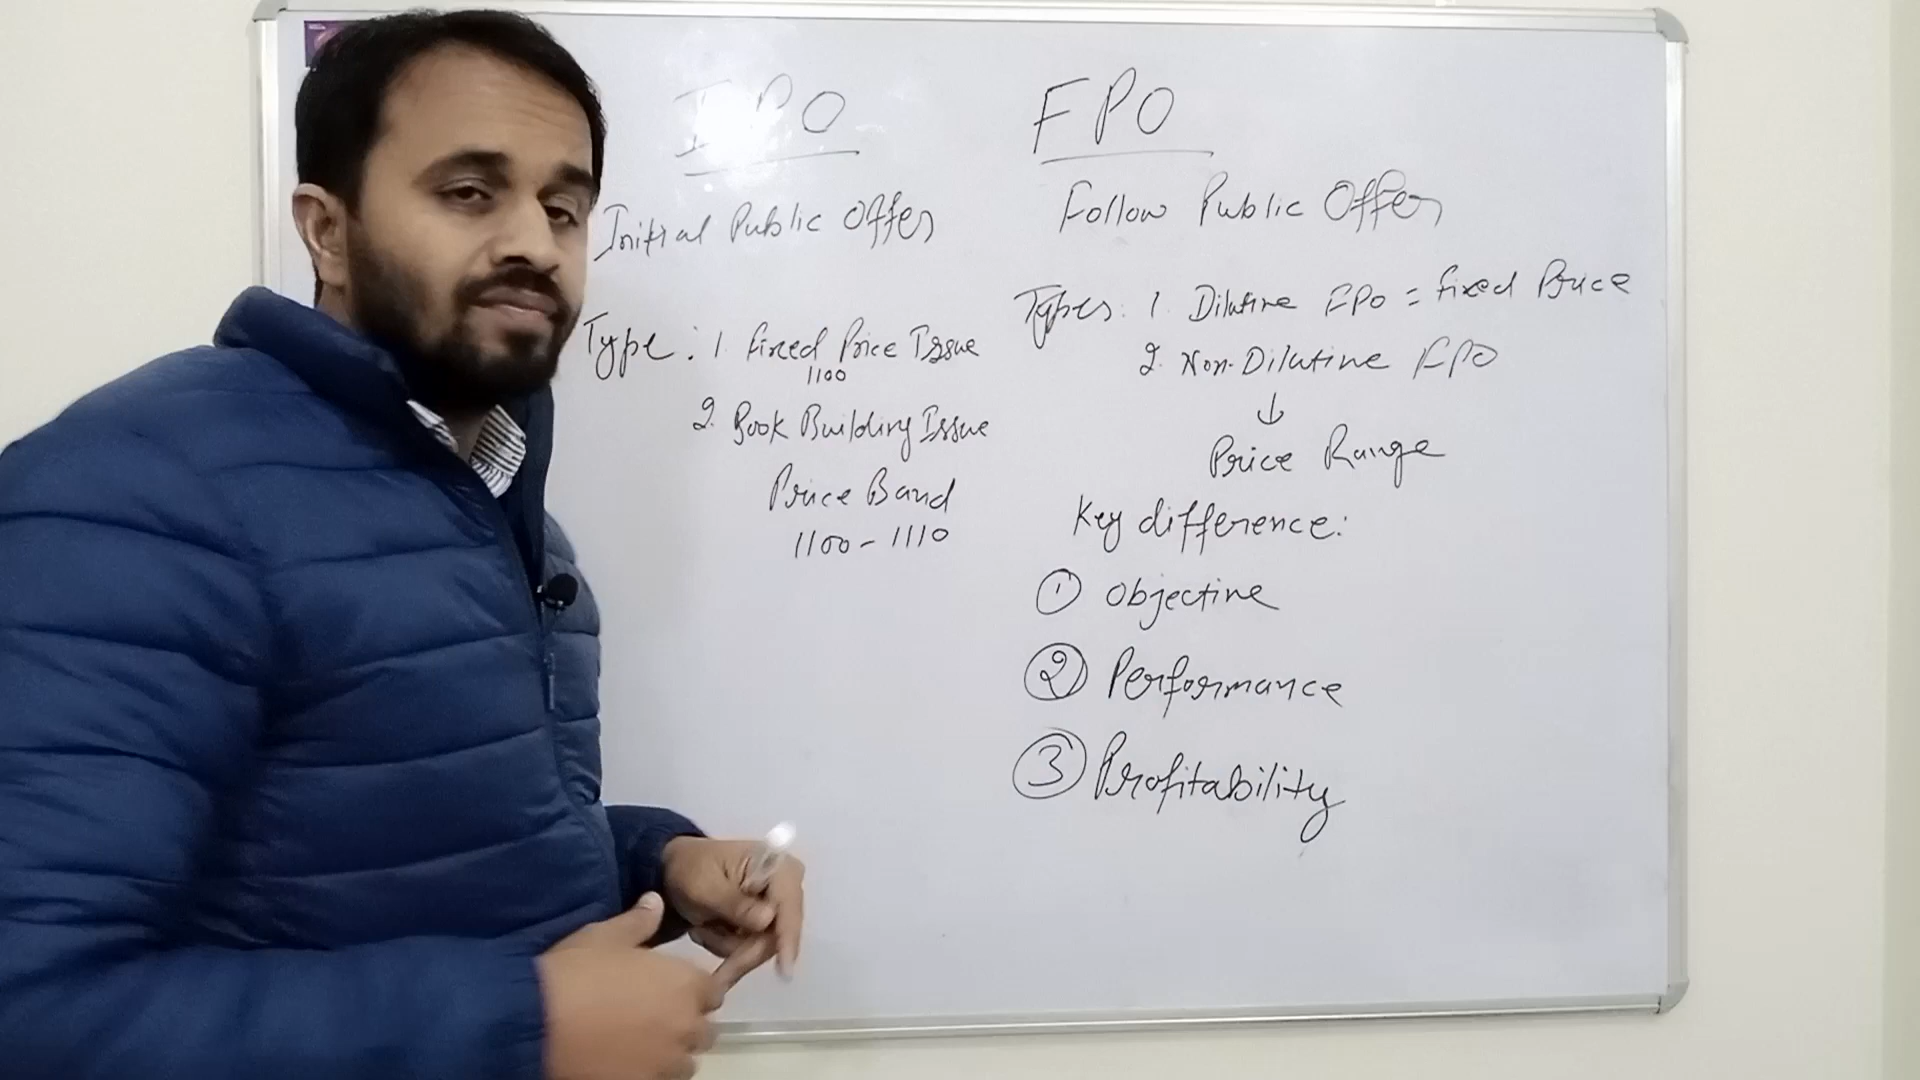 IPO
Initial Public Offer
Type: 1. Fixed Price Issue
1100
2. Book Building Issue
Price Band
1100 - 1110
FPO
Follow Public Offer
Types: 1. Dilutive FPO = Fixed Price
2. Non-Dilutive FPO
↓
Price Range
Key difference:
① Objective
② Performance
③ Profitability